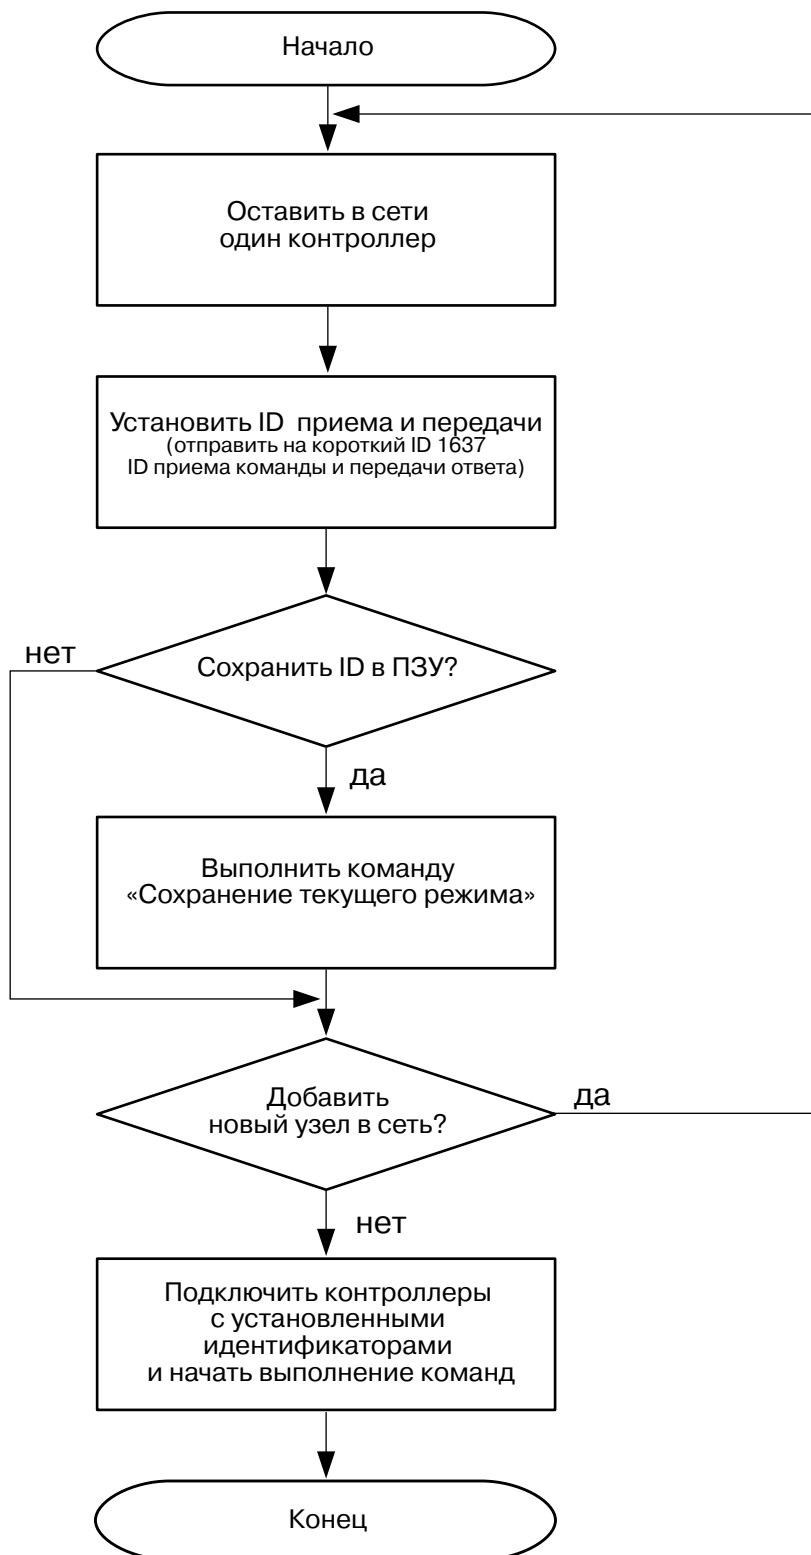 Начало
Оставить в сети
один контроллер
Установить ID приема и передачи
(отправить на короткий ID 1637
ID приема команды и передачи ответа)
нет
Сохранить ID в ПЗУ?
да
Выполнить команду
«Сохранение текущего режима»
Добавить
новый узел в сеть?
да
нет
Подключить контроллеры
с установленными
идентификаторами
и начать выполнение команд
Конец